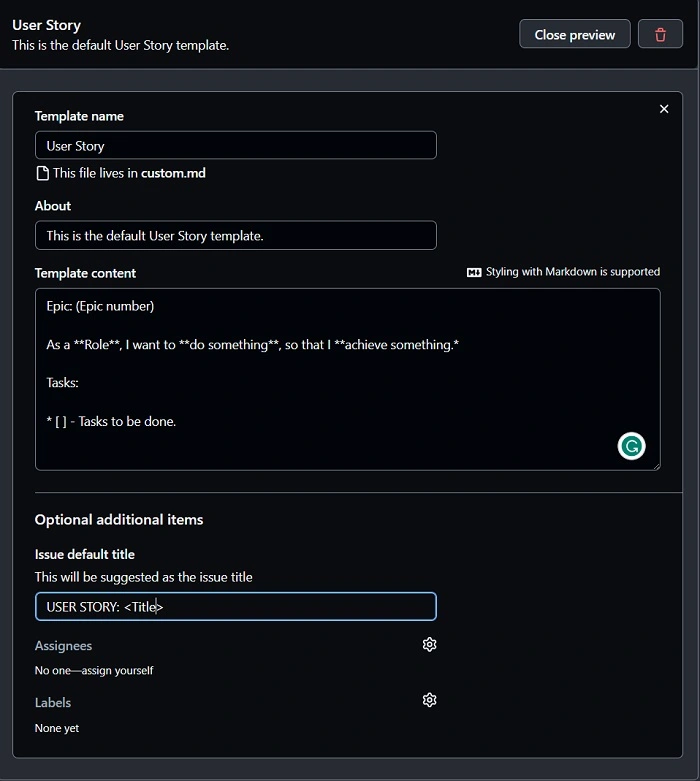 User Story
This is the default User Story template.
Close preview
Template name
User Story
This file lives in custom.md
About
This is the default User Story template.
Template content
Styling with Markdown is supported
Epic: (Epic number)
As a **Role**, I want to **do something**, so that I **achieve something.*
Tasks:
* [ ] - Tasks to be done.
Optional additional items
Issue default title
This will be suggested as the issue title
USER STORY: <Title>
Assignees
No one—assign yourself
Labels
None yet